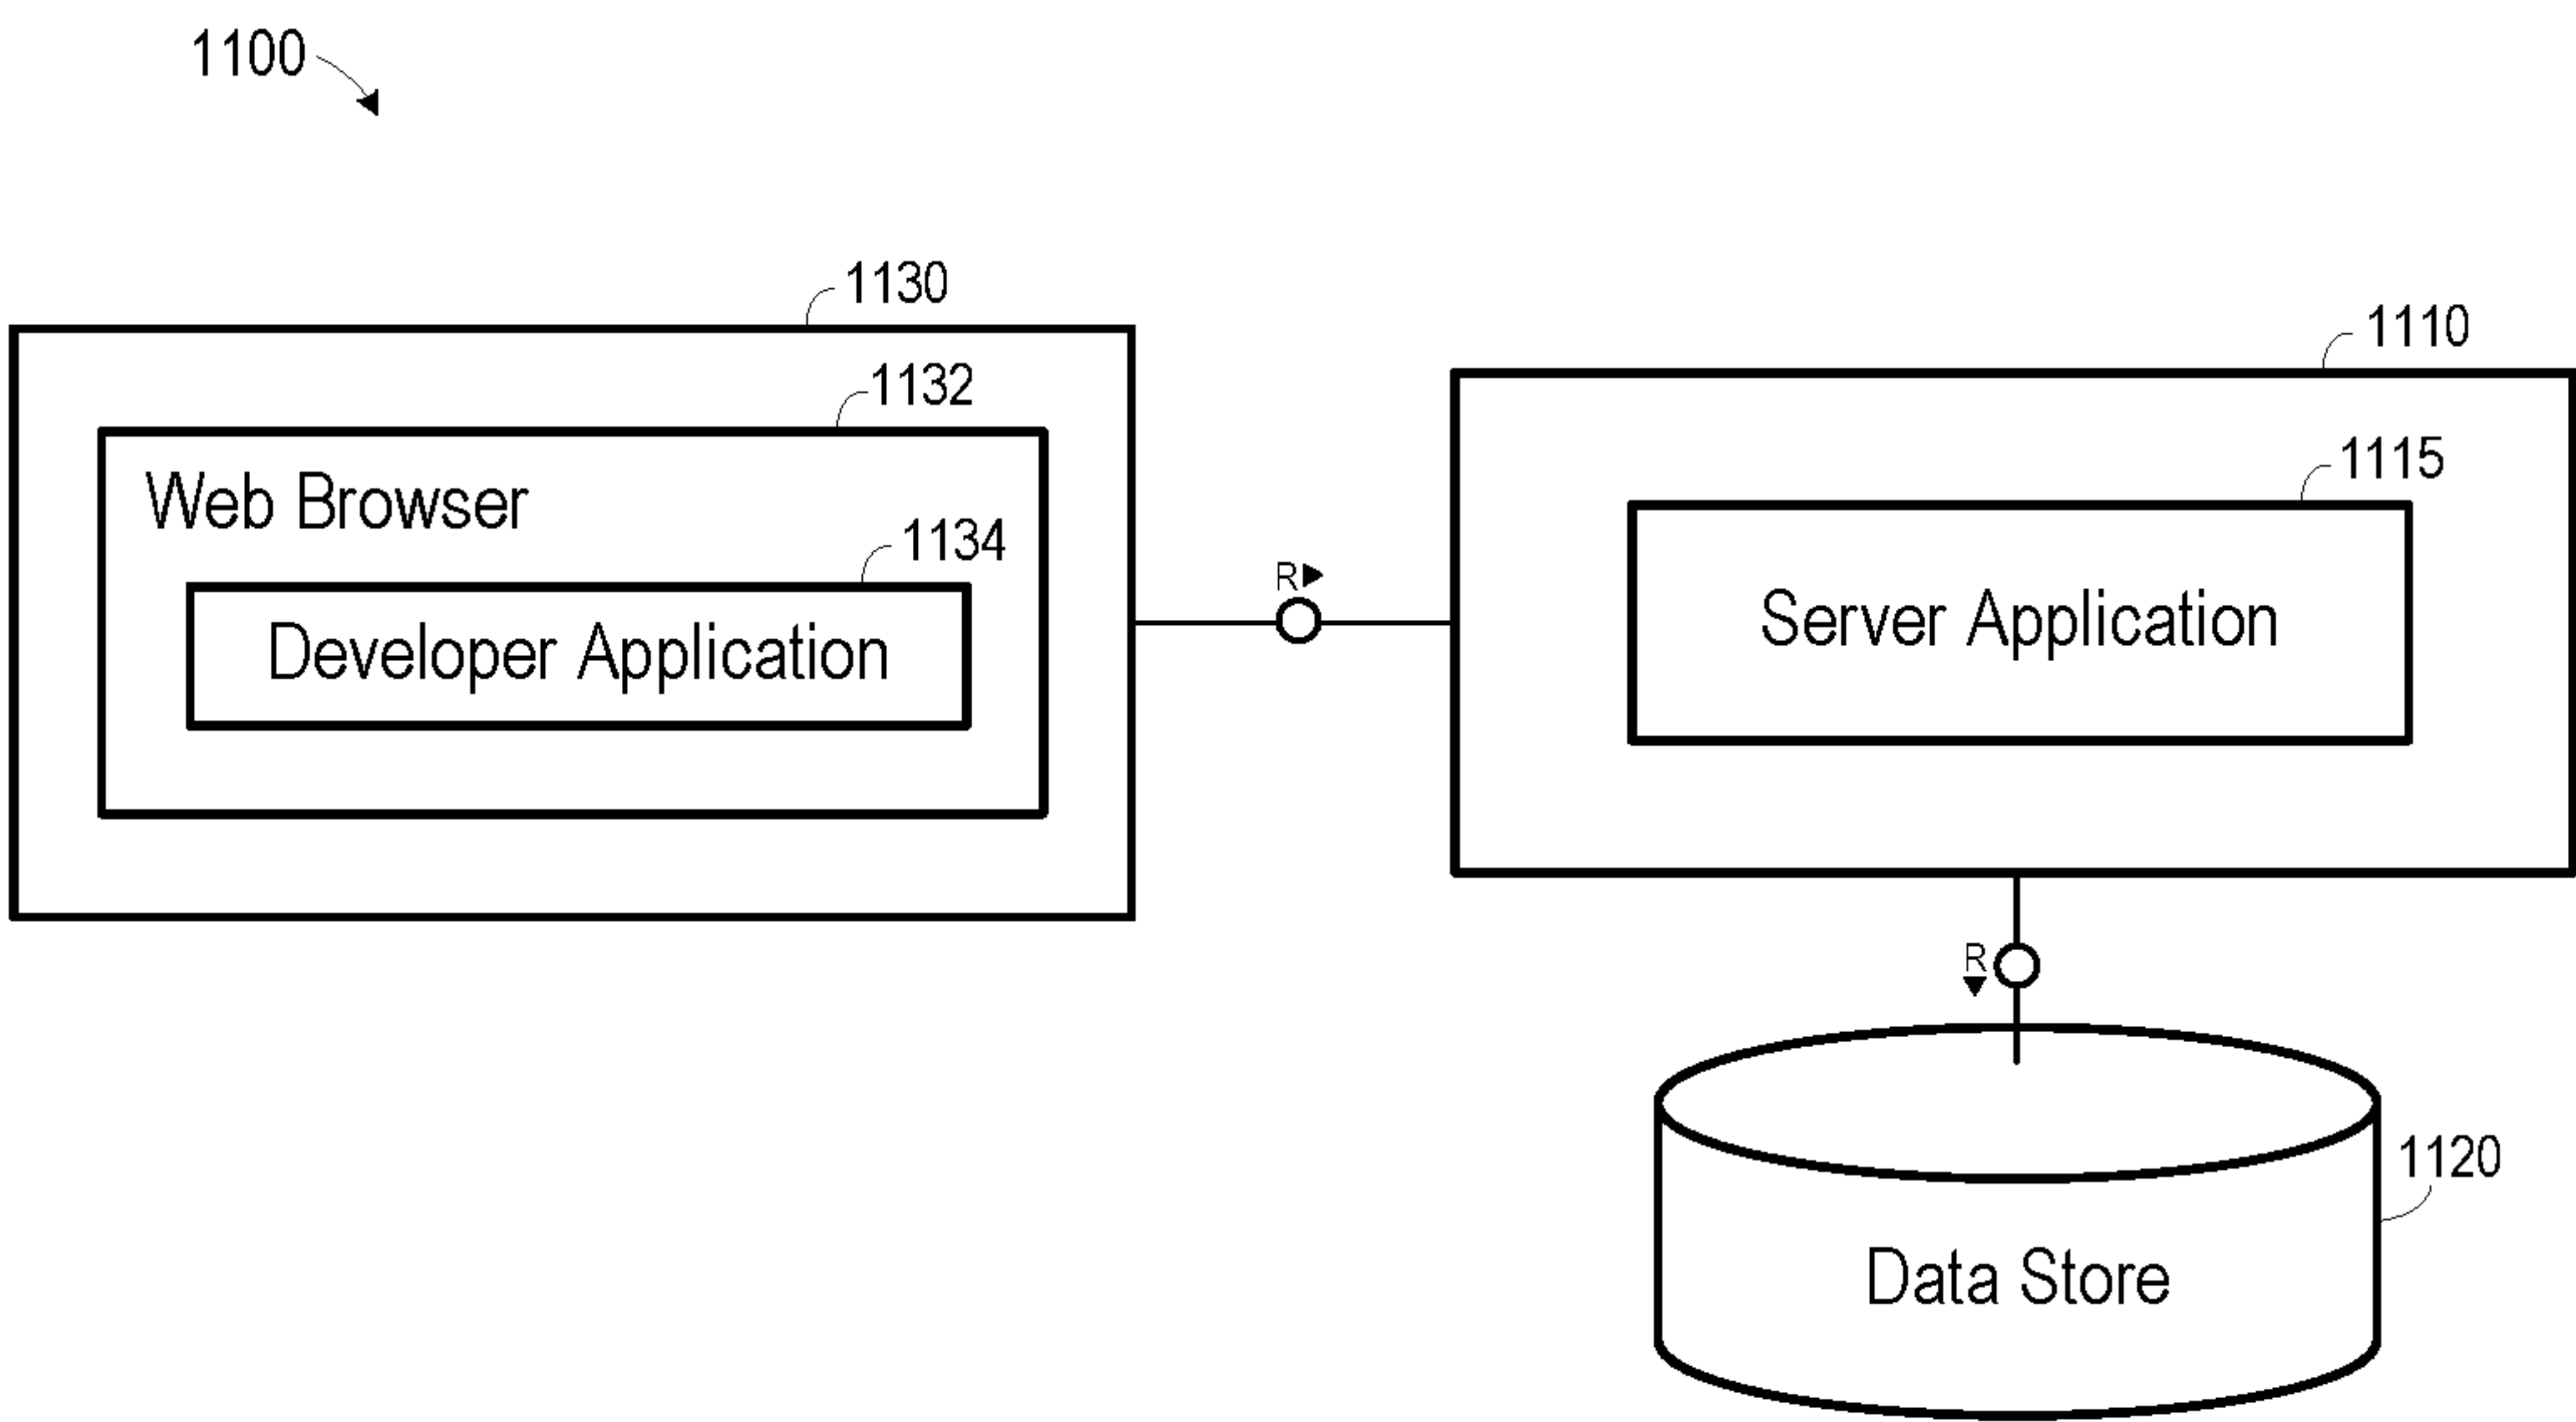 1100
1130
1110
1132
Web Browser
1115
1134
Developer Application
Server Application
R
R
1120
Data Store